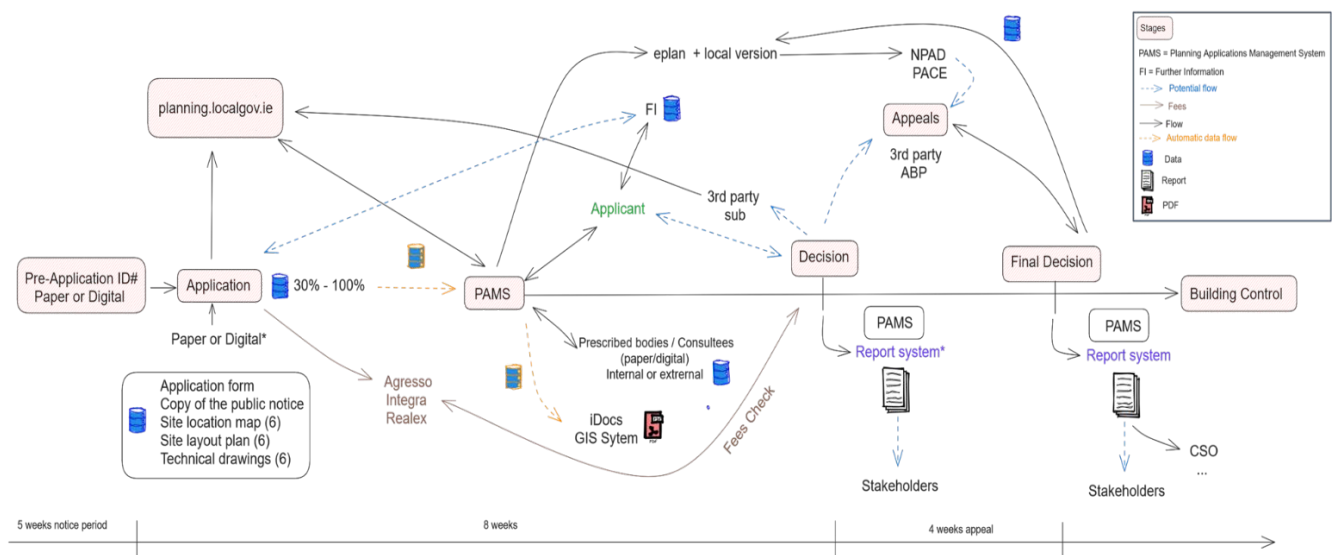 Stages
PAMS = Planning Applications Management System
FI = Further Information
Potential flow
Fees
Flow
Automatic data flow
Data
Report
PDF
eplan + local version
NPAD
PACE
planning.localgov.ie
FI
Appeals
3rd party
ABP
Applicant
3rd party
sub
Decision
Final Decision
Pre-Application ID#
Paper or Digital
Application
30% - 100%
PAMS
Building Control
Paper or Digital*
Prescribed bodies / Consultees
(paper/digital)
Internal or extrernal
PAMS
Report system*
PAMS
Report system
Application form
Copy of the public notice
Site location map (6)
Site layout plan (6)
Technical drawings (6)
Agresso
Integra
Realex
iDocs
GIS Sytem
PDF
Fees Check
CSO
...
Stakeholders
Stakeholders
5 weeks notice period
8 weeks
4 weeks appeal